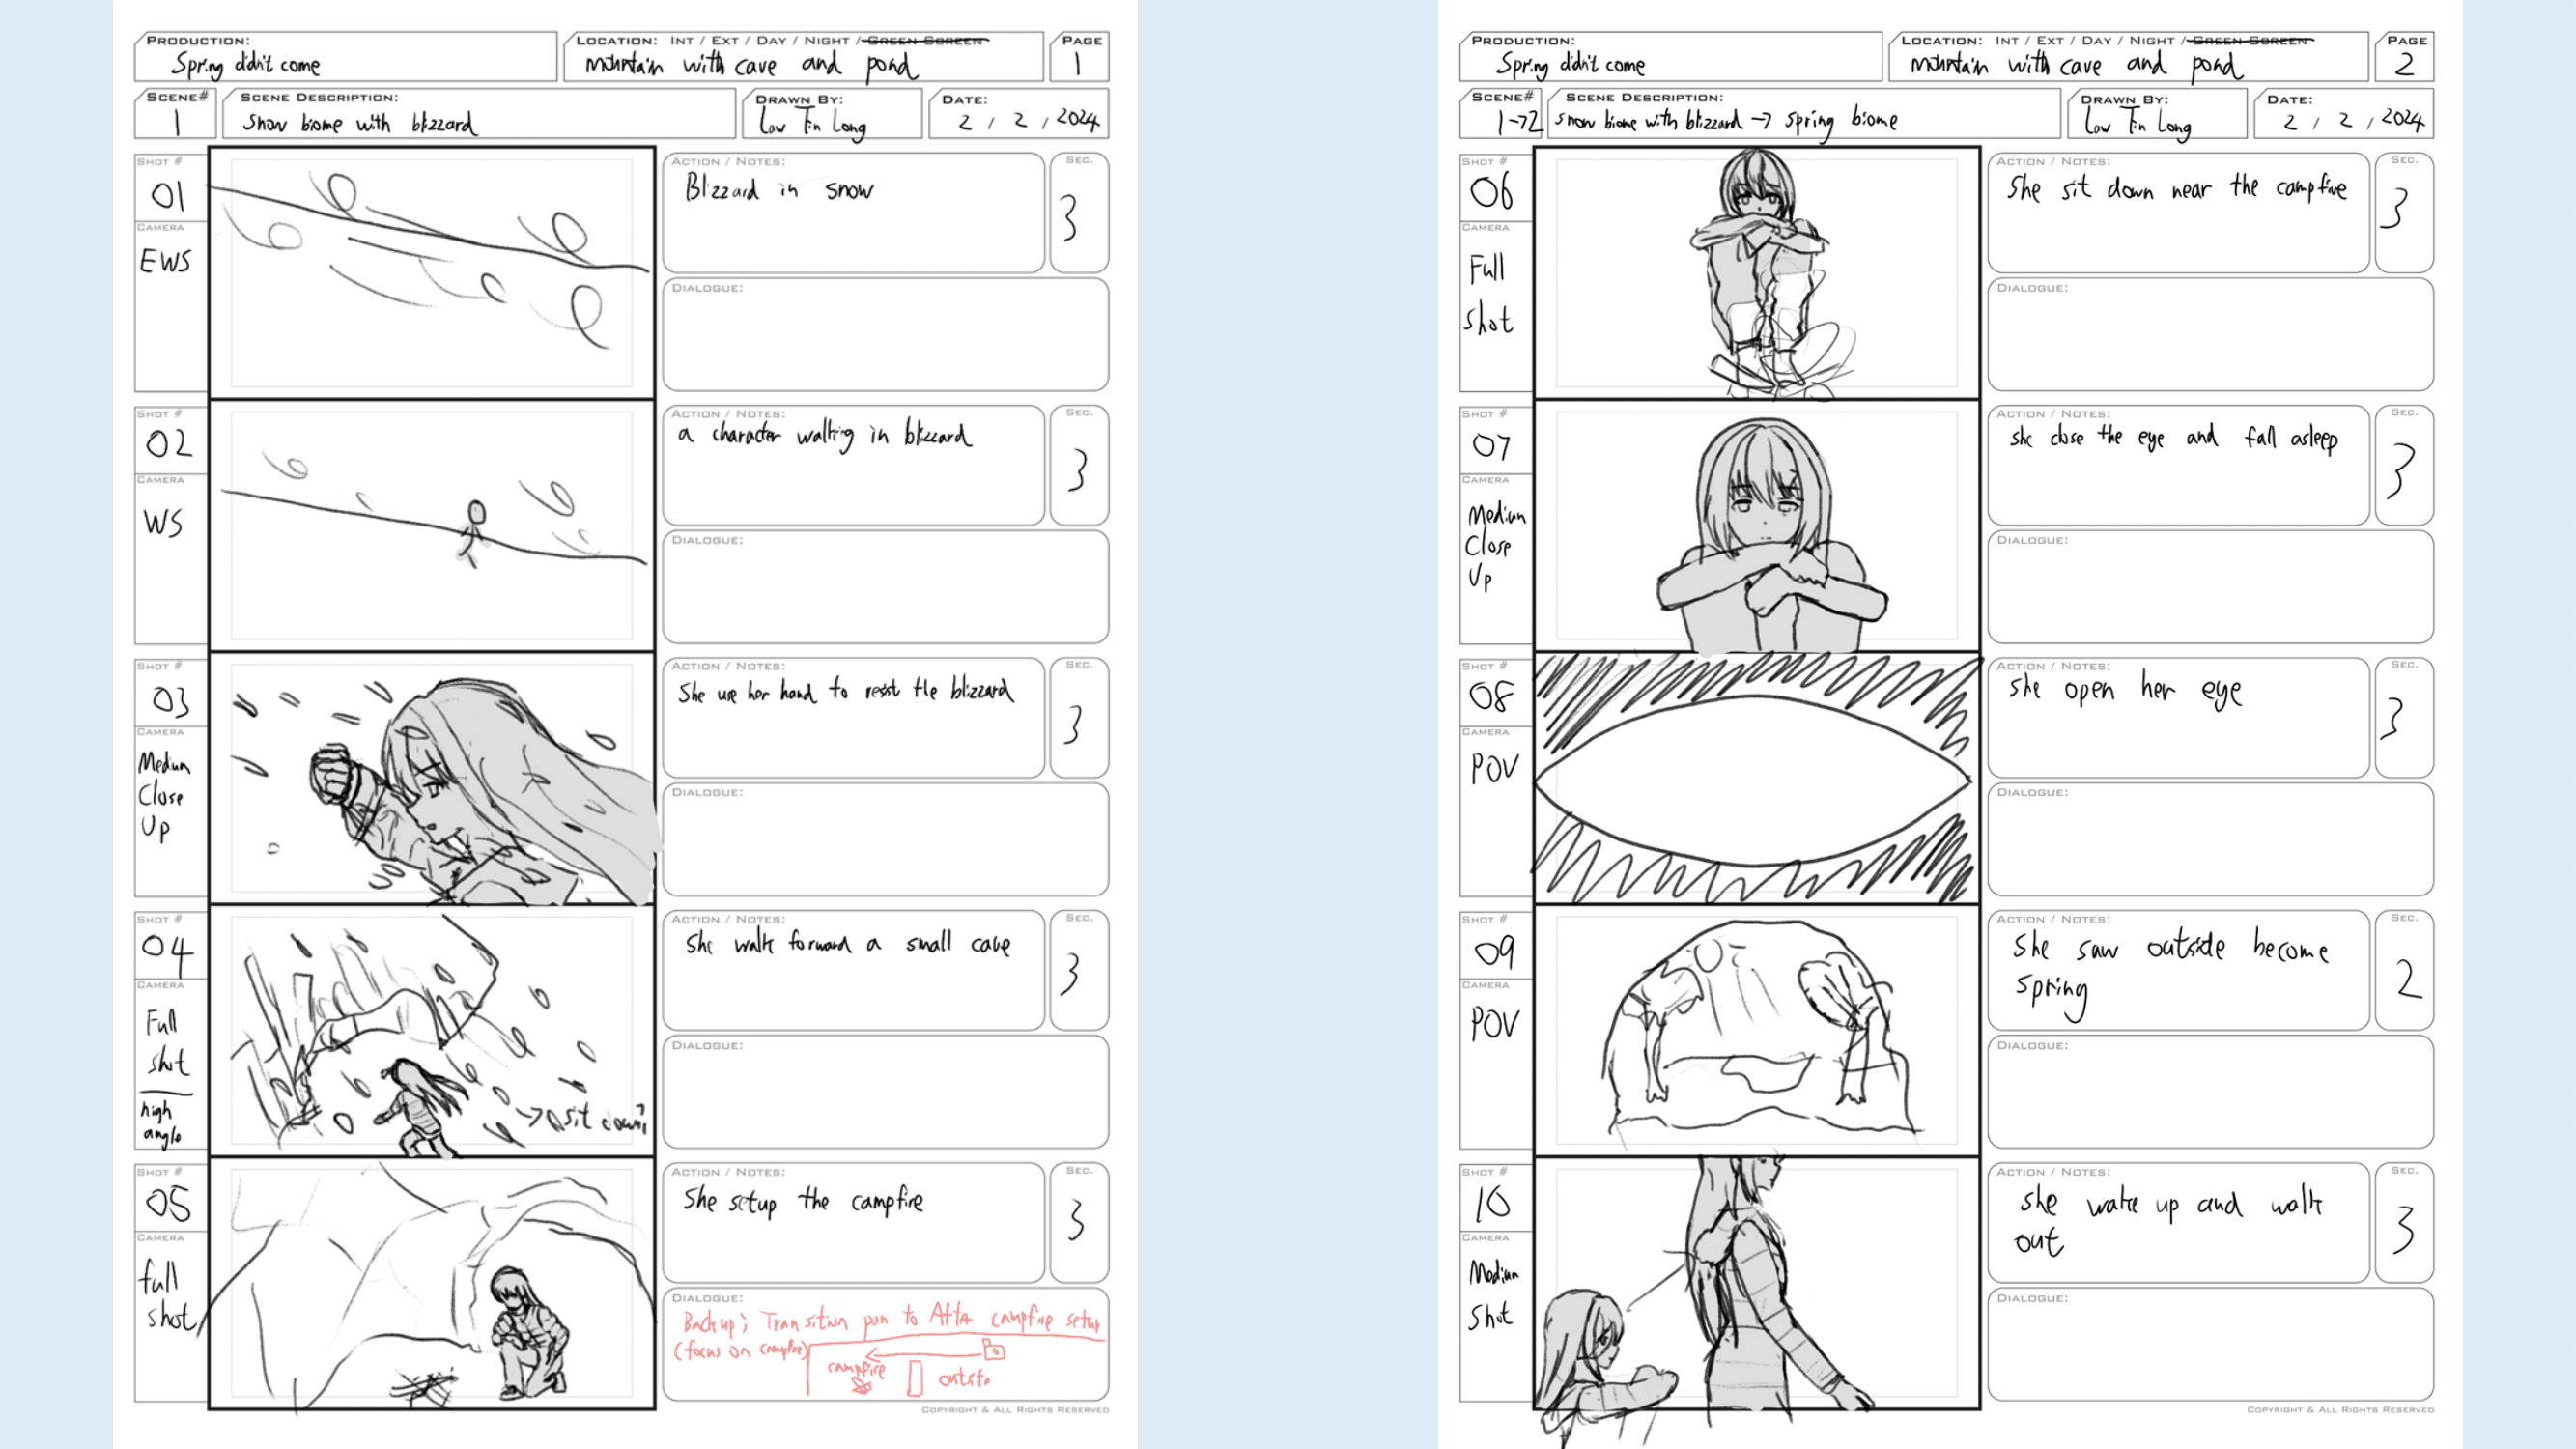 PRODUCTION:
Spring didn't come
LOCATION: INT / EXT / DAY / NIGHT / GREEN SCREEN
mountain with cave and pond
PAGE
1
SCENE#
1
SCENE DESCRIPTION:
Snow biome with blizzard
DRAWN BY:
Low Tin Long
DATE:
2 / 2 / 2024
SHOT #
01
CAMERA
EWS
ACTION / NOTES:
Blizzard in snow
SEC.
3
DIALOGUE:
SHOT #
02
CAMERA
WS
ACTION / NOTES:
a character walking in blizzard
SEC.
3
DIALOGUE:
SHOT #
03
CAMERA
Medium
Close
Up
ACTION / NOTES:
She use her hand to resist the blizzard
SEC.
3
DIALOGUE:
SHOT #
04
CAMERA
Full
shot
high
angle
sit down?
ACTION / NOTES:
She walk forward a small cave
SEC.
3
DIALOGUE:
SHOT #
05
CAMERA
full
shot
ACTION / NOTES:
She setup the campfire
SEC.
3
DIALOGUE:
Backup; Transition pan to After campfire setup
(focus on campfire)
campfire
outside
COPYRIGHT & ALL RIGHTS RESERVED
PRODUCTION:
Spring didn't come
LOCATION: INT / EXT / DAY / NIGHT / GREEN SCREEN
mountain with cave and pond
PAGE
2
SCENE#
1→2
SCENE DESCRIPTION:
snow biome with blizzard → spring biome
DRAWN BY:
Low Tin Long
DATE:
2 / 2 / 2024
SHOT #
06
CAMERA
Full
shot
ACTION / NOTES:
She sit down near the campfire
SEC.
3
DIALOGUE:
SHOT #
07
CAMERA
Medium
Close
Up
ACTION / NOTES:
she close the eye and fall asleep
SEC.
3
DIALOGUE:
SHOT #
08
CAMERA
POV
ACTION / NOTES:
She open her eye
SEC.
3
DIALOGUE:
SHOT #
09
CAMERA
POV
ACTION / NOTES:
She saw outside become
Spring
SEC.
2
DIALOGUE:
SHOT #
10
CAMERA
Medium
Shot
ACTION / NOTES:
she wake up and walk
out
SEC.
3
DIALOGUE:
COPYRIGHT & ALL RIGHTS RESERVED